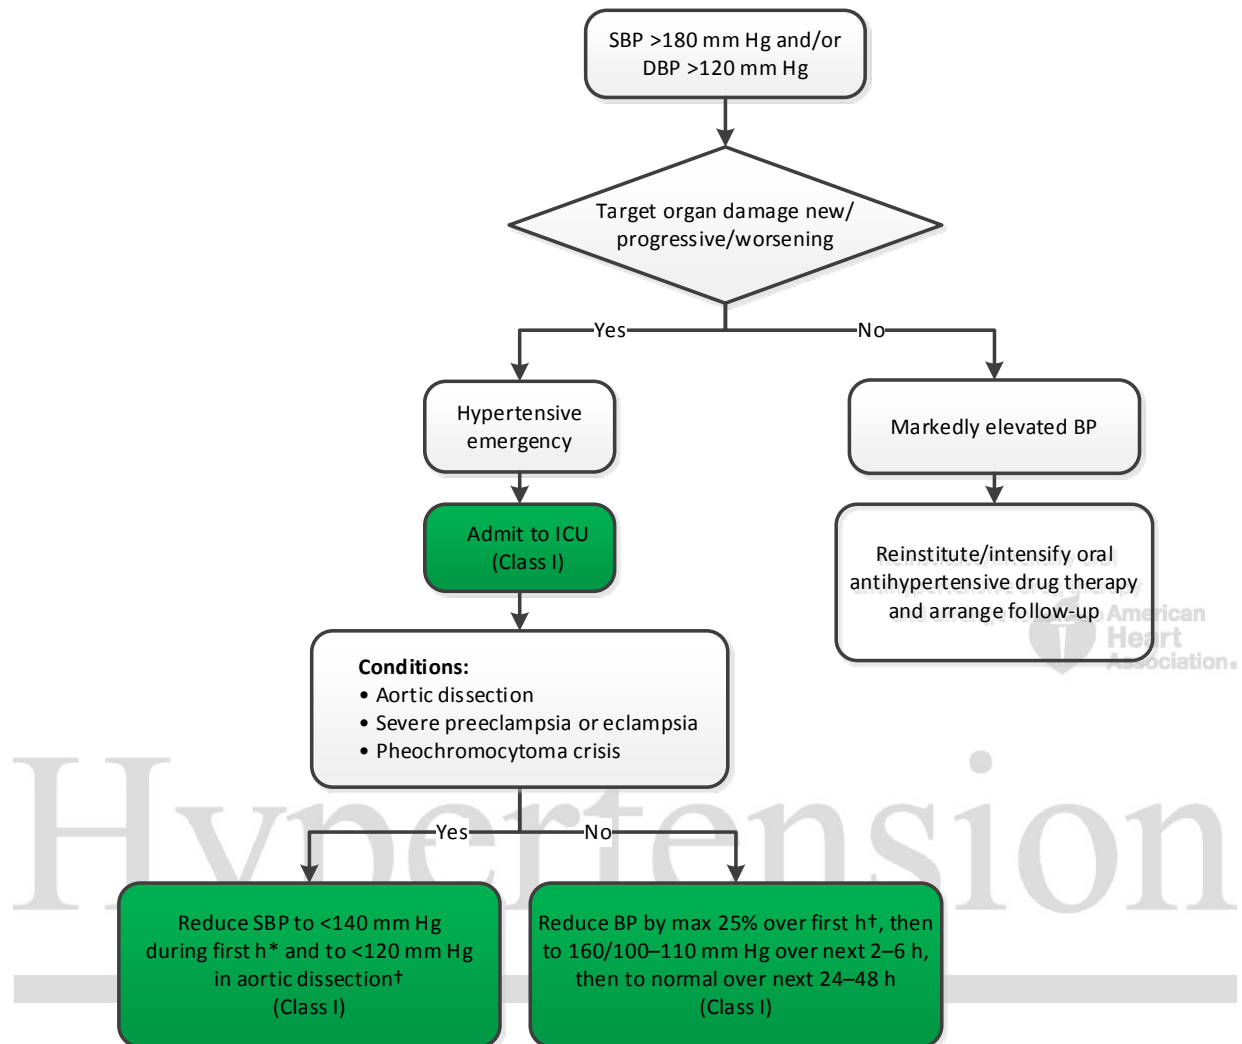 SBP >180 mm Hg and/or
DBP >120 mm Hg
Target organ damage new/
progressive/worsening
Yes
No
Hypertensive
emergency
Markedly elevated BP
Admit to ICU
(Class I)
Reinstitute/intensify oral
antihypertensive drug therapy
and arrange follow-up
American
Heart
Association.
Conditions:
• Aortic dissection
• Severe preeclampsia or eclampsia
• Pheochromocytoma crisis
Hypertension
Yes
No
Reduce SBP to <140 mm Hg
during first h* and to <120 mm Hg
in aortic dissection†
(Class I)
Reduce BP by max 25% over first h†, then
to 160/100–110 mm Hg over next 2–6 h,
then to normal over next 24–48 h
(Class I)